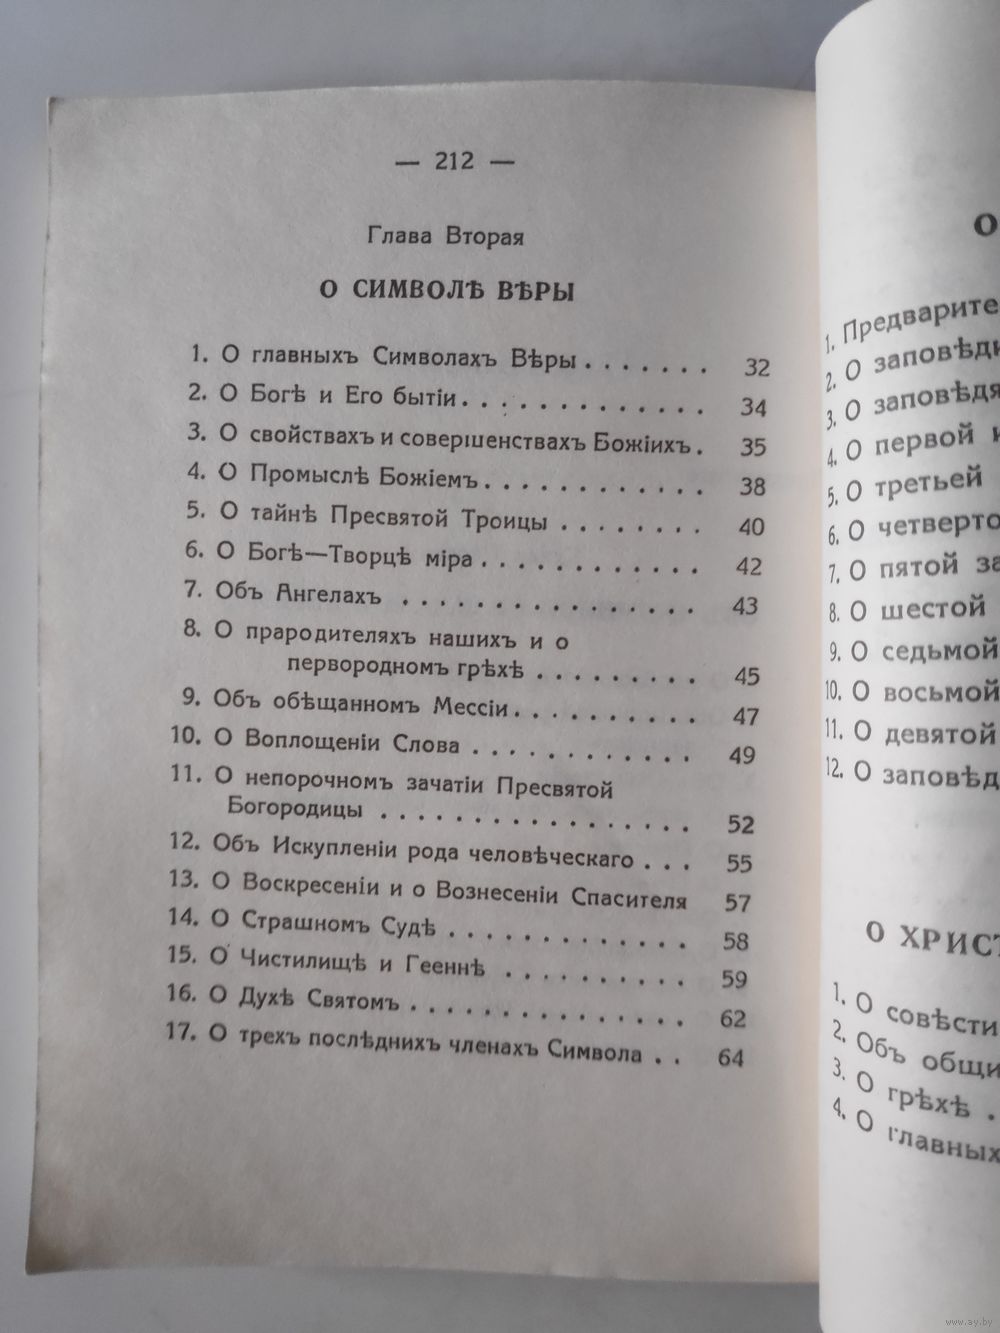 — 212 —
Глава Вторая
О СИМВОЛѢ ВѢРЫ
1. О главныхъ Символахъ Вѣры . . . . . . . 32
2. О Богѣ и Его бытіи . . . . . . . . . . . . . 34
3. О свойствахъ и совершенствахъ Божіихъ . 35
4. О Промыслѣ Божіемъ . . . . . . . . . . . . 38
5. О тайнѣ Пресвятой Троицы . . . . . . . . 40
6. О Богѣ—Творцѣ міра . . . . . . . . . . . . 42
7. Объ Ангелахъ . . . . . . . . . . . . . . . . 43
8. О прародителяхъ нашихъ и о
первородномъ грѣхѣ . . . . . . . . . 45
9. Объ обѣщанномъ Мессіи . . . . . . . . . . 47
10. О Воплощеніи Слова . . . . . . . . . . . . 49
11. О непорочномъ зачатіи Пресвятой
Богородицы . . . . . . . . . . . . . . . . . 52
12. Объ Искупленіи рода человѣческаго . . . 55
13. О Воскресеніи и о Вознесеніи Спасителя 57
14. О Страшномъ Судѣ . . . . . . . . . . . . . 58
15. О Чистилищѣ и Гееннѣ . . . . . . . . . . 59
16. О Духѣ Святомъ . . . . . . . . . . . . . . . 62
17. О трехъ послѣднихъ членахъ Символа . . 64
О
1. Предварите
2. О заповѣди
3. О заповѣдя
4. О первой и
5. О третьей
6. О четверто
7. О пятой за
8. О шестой
9. О седьмой
10. О восьмой
11. О девятой
12. О заповѣд
О ХРИСТ
1. О совѣсти
2. Объ общи
3. О грѣхѣ .
4. О главных
www.ay.by